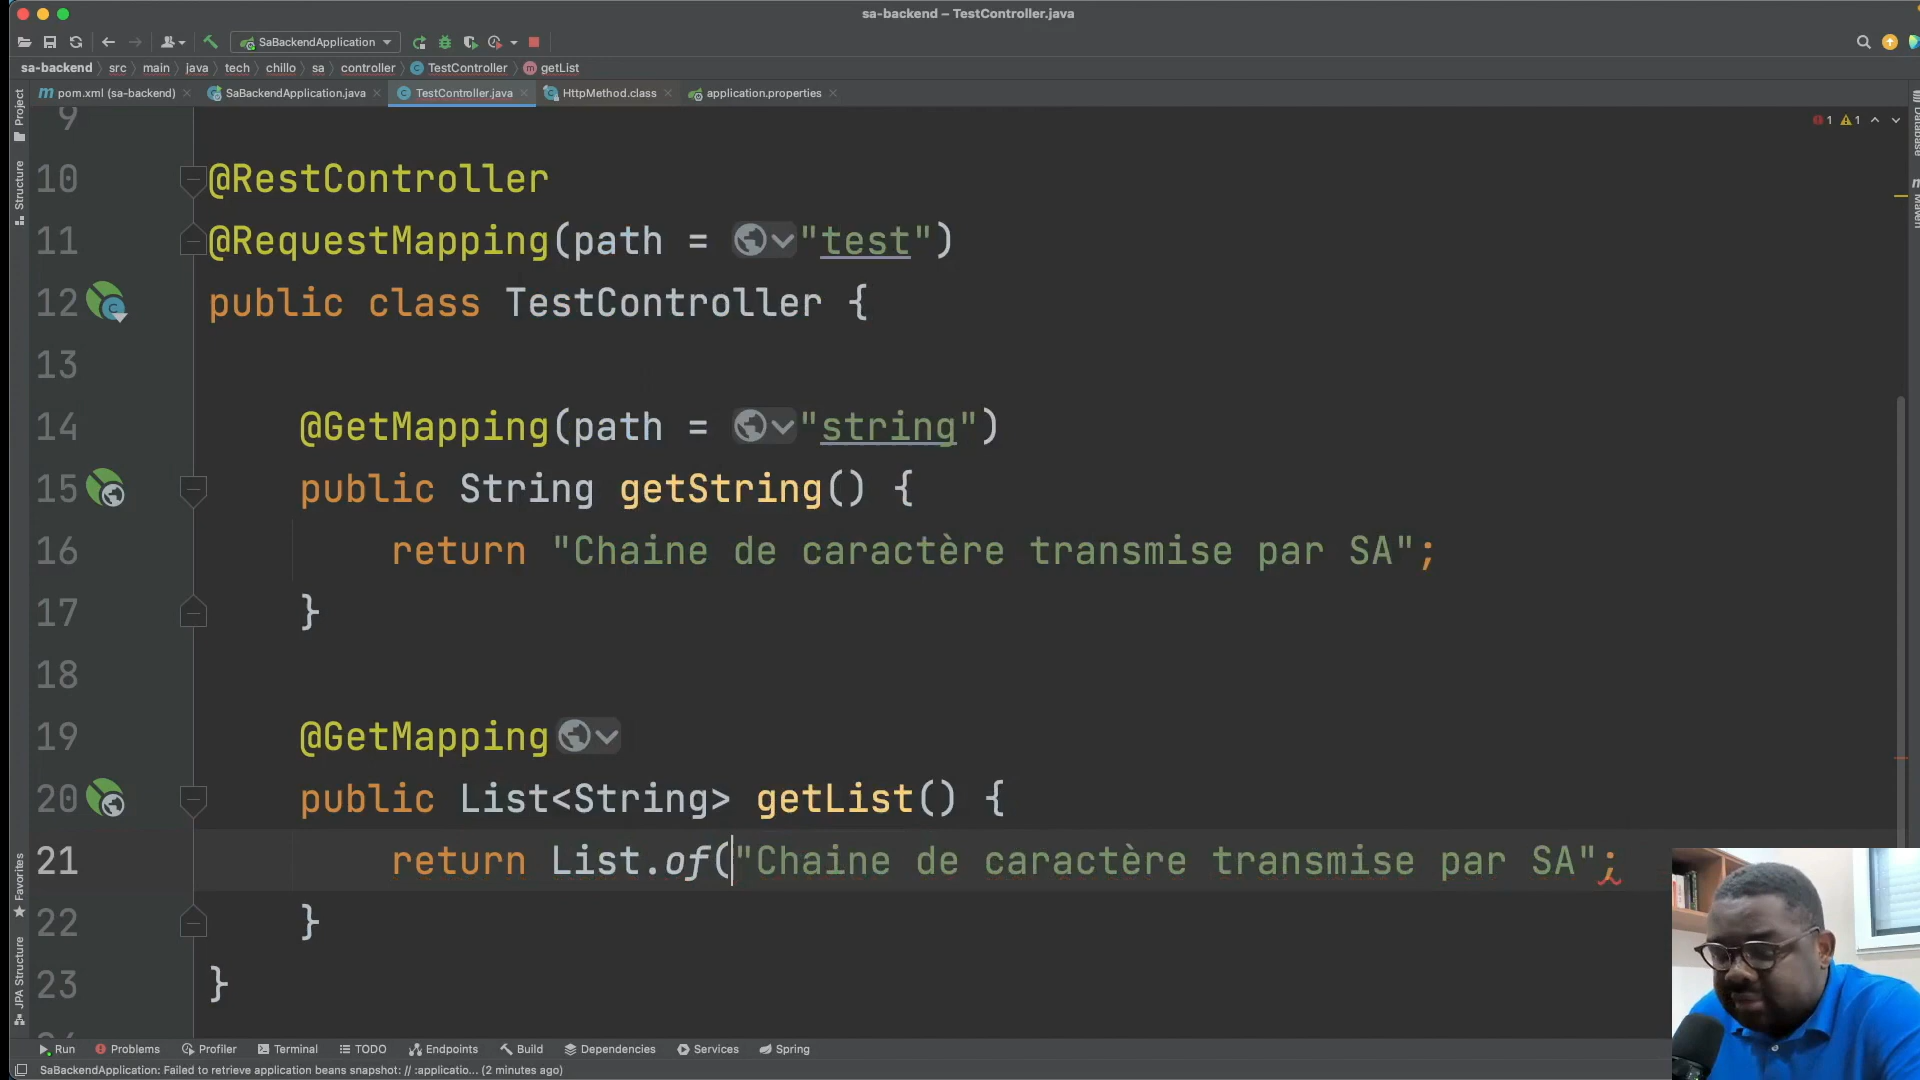 sa-backend – TestController.java
SaBackendApplication
sa-backend > src > main > java > tech > chillo > sa > controller > TestController > getList
pom.xml (sa-backend) SaBackendApplication.java TestController.java HttpMethod.class application.properties
Project
Structure
Favorites
JPA Structure
Database
Maven
1 1
9
10 @RestController
11 @RequestMapping(path = "test")
12 public class TestController {
13
14 @GetMapping(path = "string")
15 public String getString() {
16 return "Chaine de caractère transmise par SA";
17 }
18
19 @GetMapping
20 public List<String> getList() {
21 return List.of("Chaine de caractère transmise par SA";
22 }
23 }
Run Problems Profiler Terminal TODO Endpoints Build Dependencies Services Spring
SaBackendApplication: Failed to retrieve application beans snapshot: // :applicatio... (2 minutes ago)